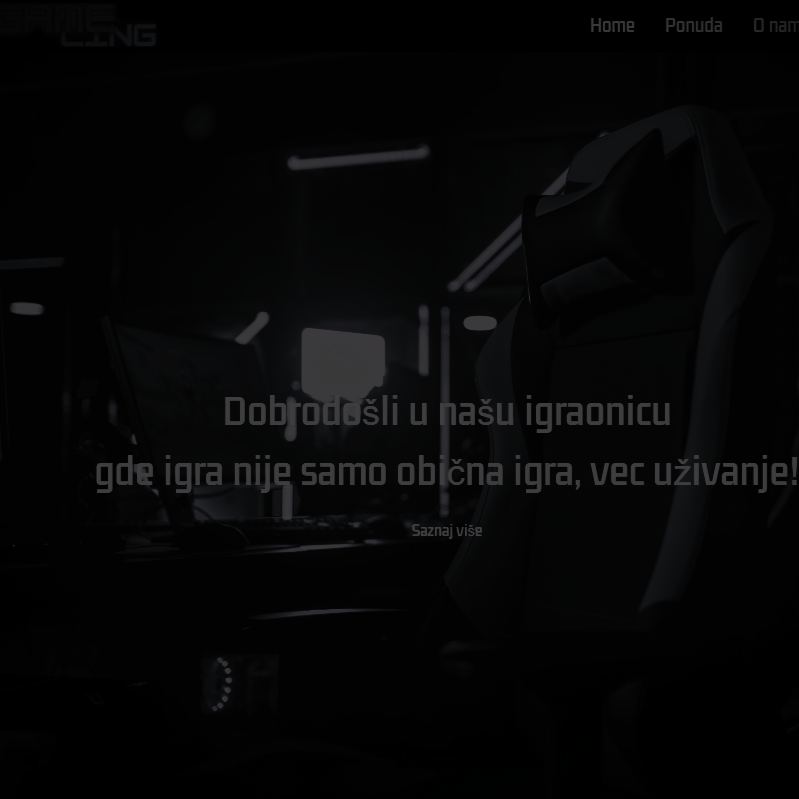 GAME
LING
Home Ponuda O nam
Dobrodošli u našu igraonicu
gde igra nije samo obična igra, vec uživanje!
Saznaj više